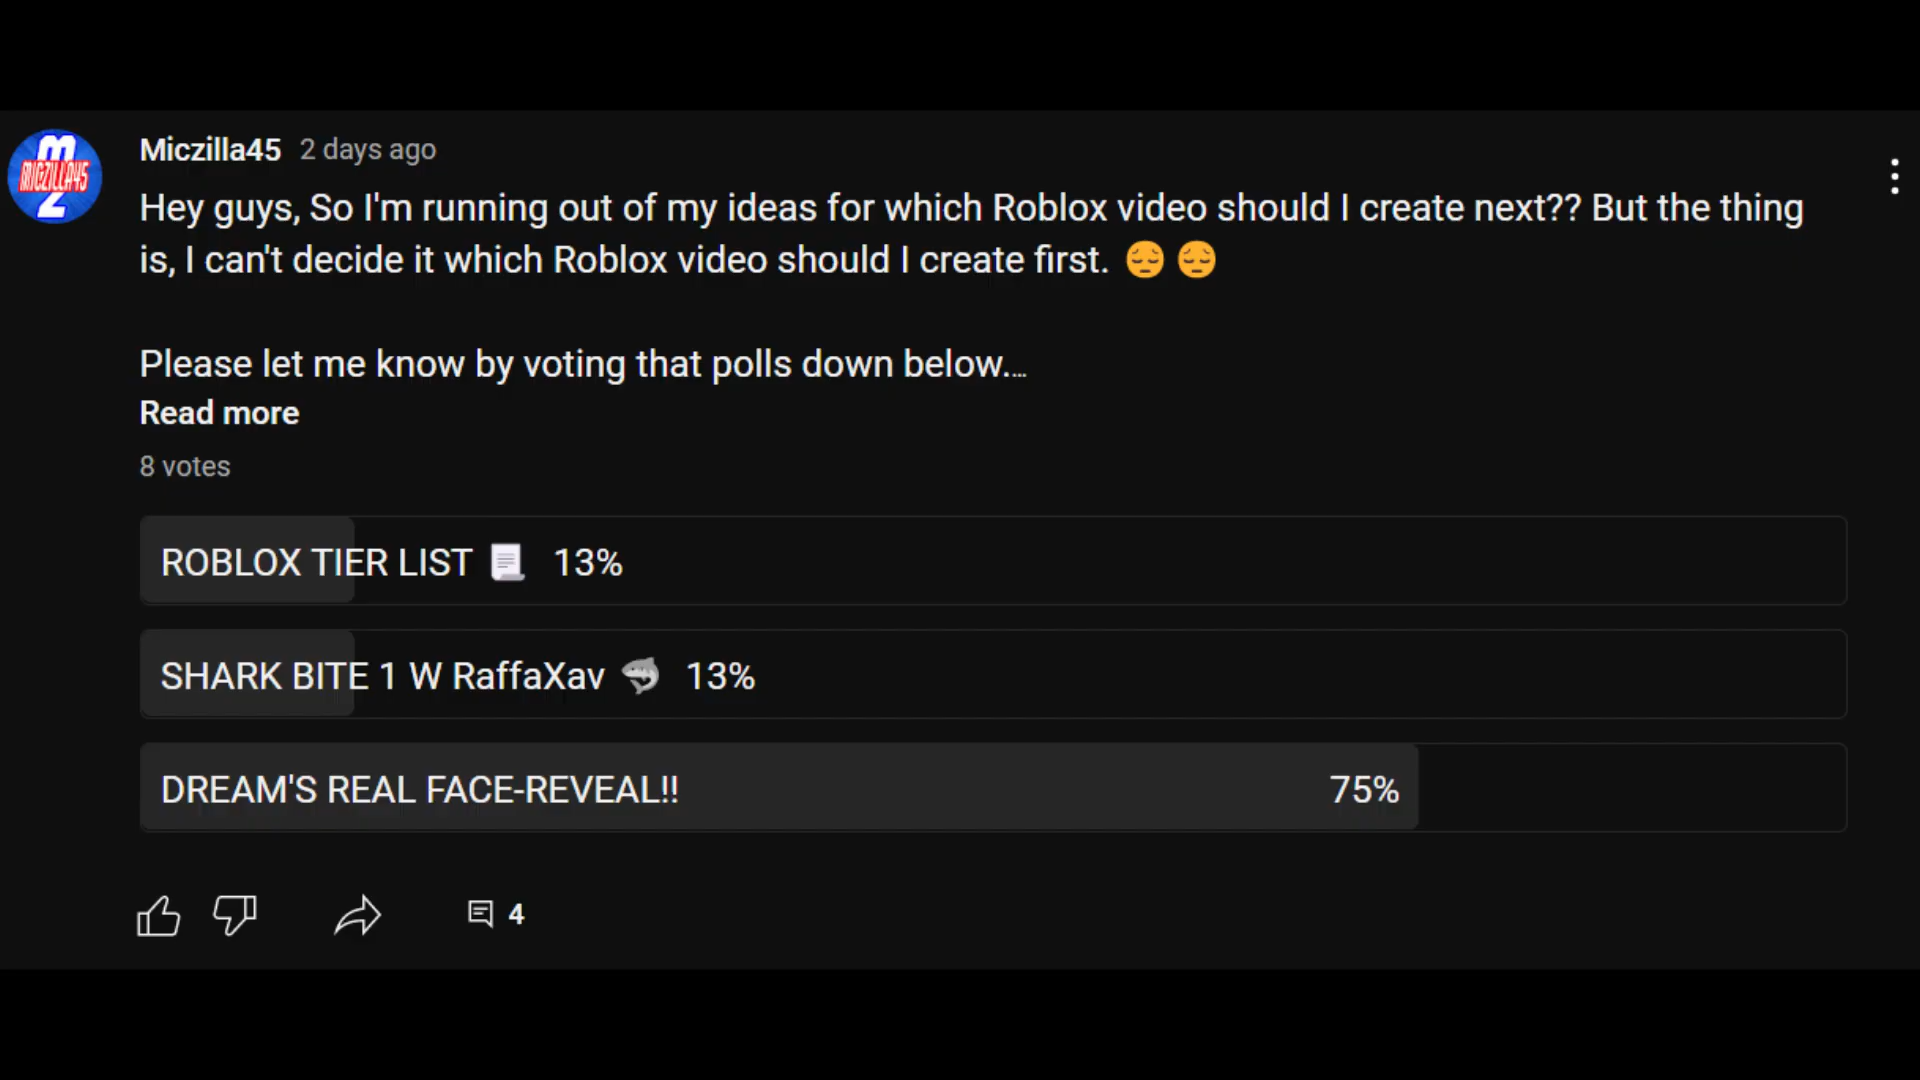 M
MICZILLA45
Z
Miczilla45 2 days ago
Hey guys, So I'm running out of my ideas for which Roblox video should I create next?? But the thing
is, I can't decide it which Roblox video should I create first. 😔 😔
Please let me know by voting that polls down below....
Read more
8 votes
ROBLOX TIER LIST 📃 13%
SHARK BITE 1 W RaffaXav 🦈 13%
DREAM'S REAL FACE-REVEAL!! 75%
4